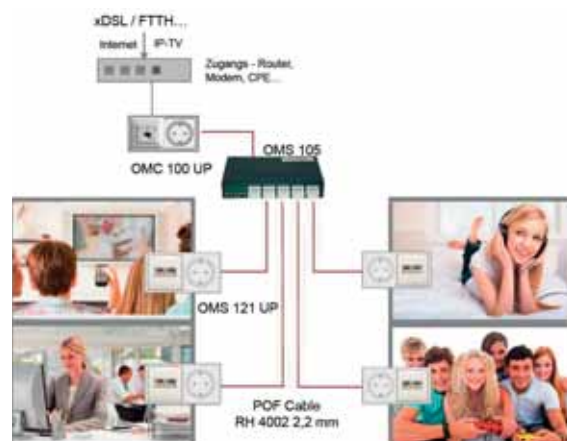 xDSL / FTTH...
Internet IP-TV
Zugangs - Router,
Modem, CPE...
OMS 105
OMC 100 UP
OMS 121 UP
POF Cable
RH 4002 2,2 mm